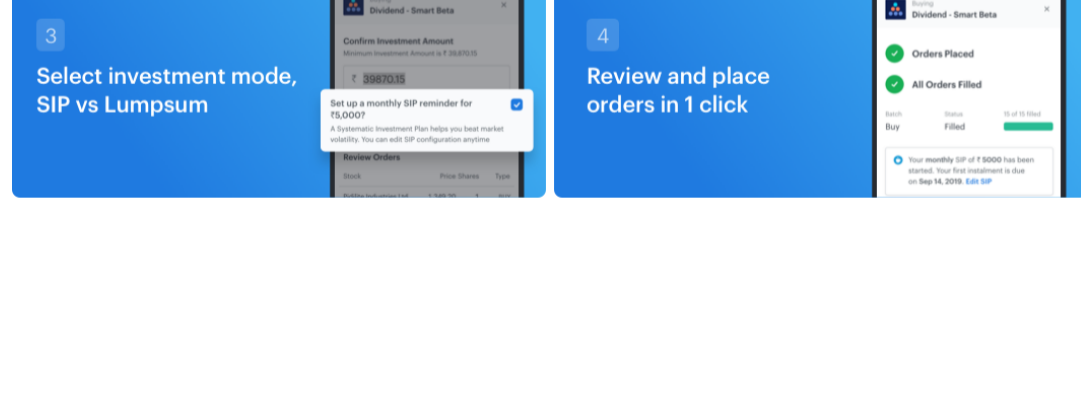 3
Select investment mode,
SIP vs Lumpsum
Dividend - Smart Beta
×
Confirm Investment Amount
Minimum Investment Amount is ₹ 39,870.15
₹ 39870.15
Set up a monthly SIP reminder for
₹5,000?
A Systematic Investment Plan helps you beat market
volatility. You can edit SIP configuration anytime
Review Orders
Stock Price Shares Type
4
Review and place
orders in 1 click
Buying
Dividend - Smart Beta
×
Orders Placed
All Orders Filled
Batch Status 15 of 15 filled
Buy Filled
Your monthly SIP of ₹ 5000 has been
started. Your first instalment is due
on Sep 14, 2019. Edit SIP